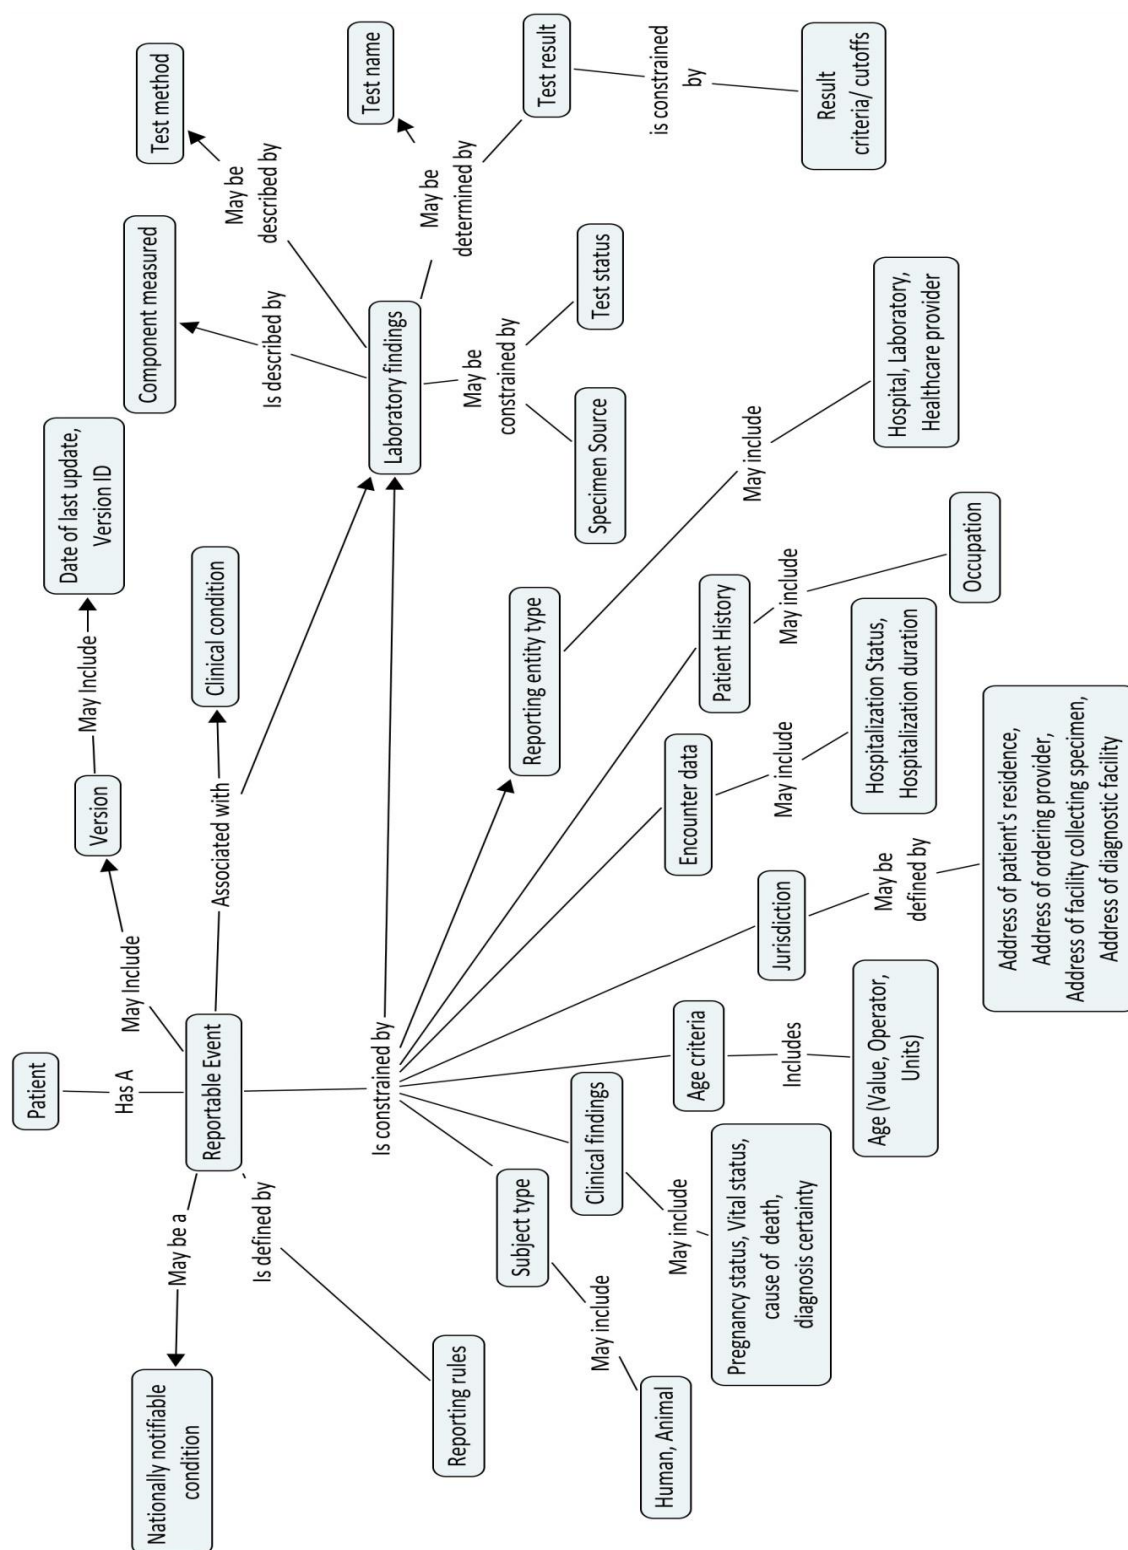 Patient
Has A
Reportable Event
May be a
Nationally notifiable
condition
Is defined by
Reporting rules
May Include
Version
May Include
Date of last update,
Version ID
Associated with
Clinical condition
Laboratory findings
Is described by
Component measured
May be
described by
Test method
May be
determined by
Test name
Test result
is constrained
by
Result
criteria/ cutoffs
May be
constrained by
Specimen Source
Test status
Is constrained by
Subject type
May include
Human, Animal
Clinical findings
May include
Pregnancy status, Vital status,
cause of death,
diagnosis certainty
Age criteria
Includes
Age (Value, Operator,
Units)
Jurisdiction
May be
defined by
Address of patient's residence,
Address of ordering provider,
Address of facility collecting specimen,
Address of diagnostic facility
Encounter data
May include
Hospitalization Status,
Hospitalization duration
Patient History
May include
Occupation
Reporting entity type
May include
Hospital, Laboratory,
Healthcare provider